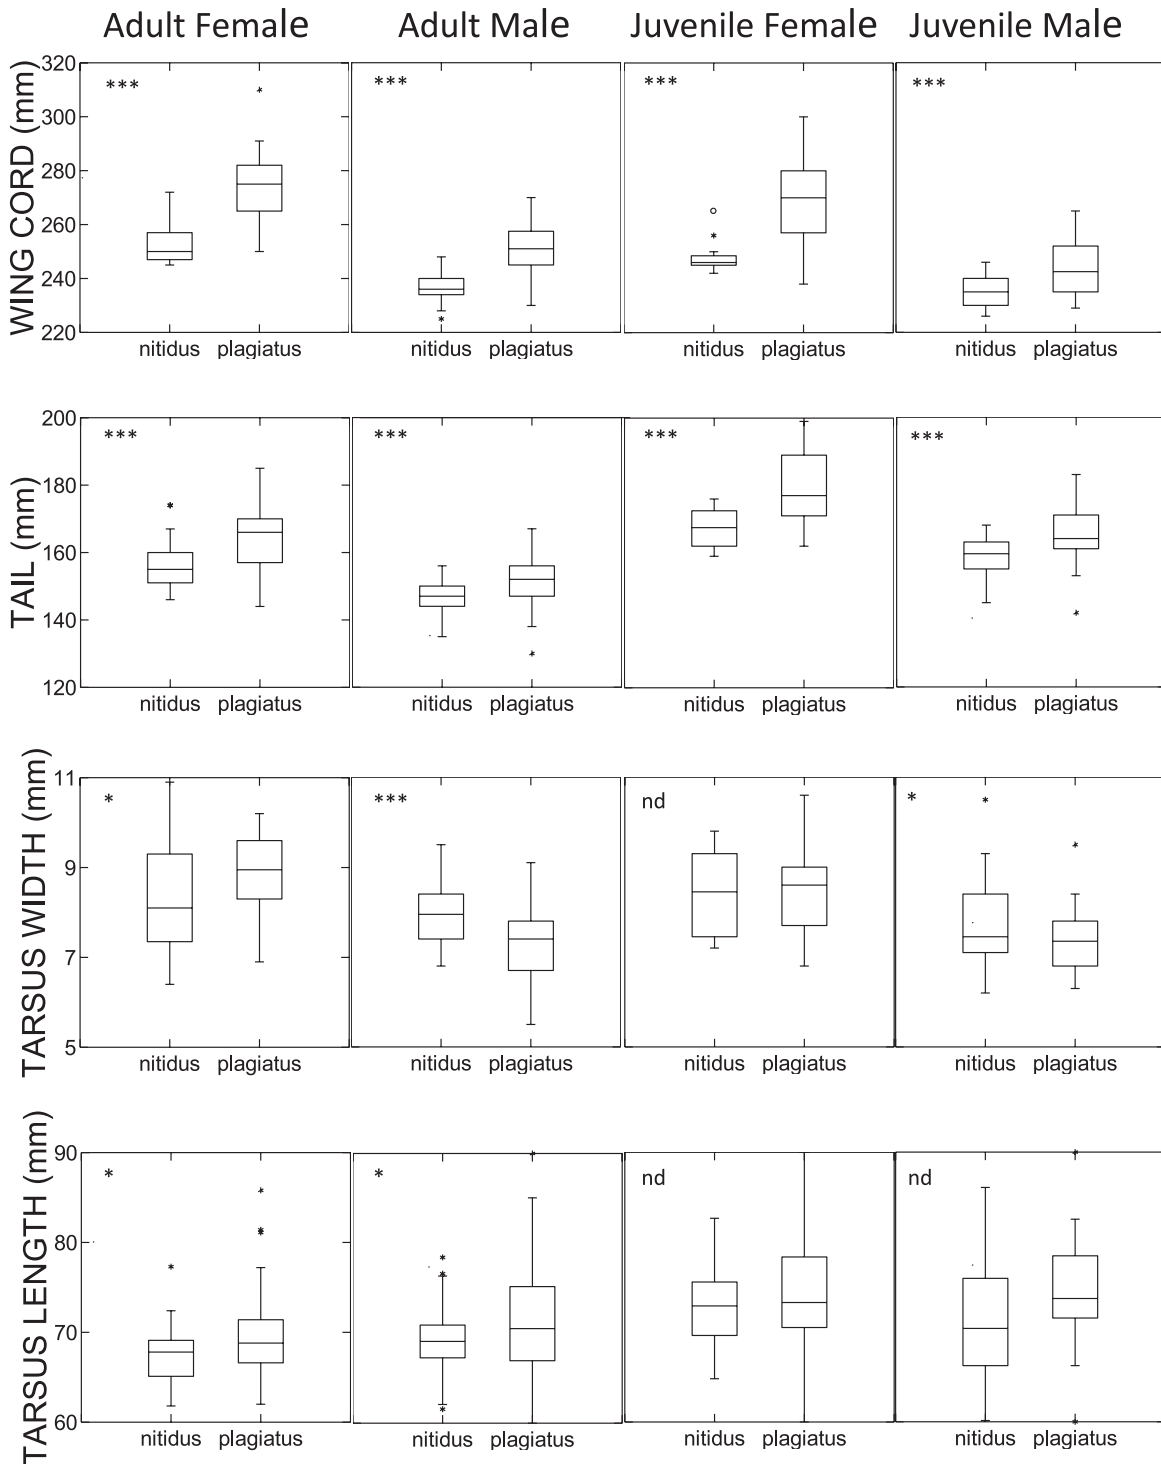 Adult Female Adult Male Juvenile Female Juvenile Male
WING CORD (mm)
320
300
280
260
240
220
*** *** *** ***
nitidus plagiatus nitidus plagiatus nitidus plagiatus nitidus plagiatus
TAIL (mm)
200
180
160
140
120
*** *** *** ***
nitidus plagiatus nitidus plagiatus nitidus plagiatus nitidus plagiatus
TARSUS WIDTH (mm)
11
9
7
5
* *** nd *
nitidus plagiatus nitidus plagiatus nitidus plagiatus nitidus plagiatus
TARSUS LENGTH (mm)
90
80
70
60
* * nd nd
nitidus plagiatus nitidus plagiatus nitidus plagiatus nitidus plagiatus